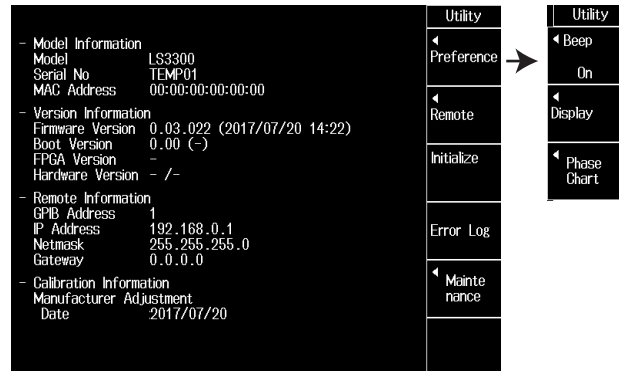 - Model Information
Model LS3300
Serial No TEMP01
MAC Address 00:00:00:00:00:00
- Version Information
Firmware Version 0.03.022 (2017/07/20 14:22)
Boot Version 0.00 (-)
FPGA Version -
Hardware Version - /-
- Remote Information
GPIB Address 1
IP Address 192.168.0.1
Netmask 255.255.255.0
Gateway 0.0.0.0
- Calibration Information
Manufacturer Adjustment
Date :2017/07/20
Utility
Preference
Remote
Initialize
Error Log
Mainte
nance
Utility
Beep
On
Display
Phase
Chart